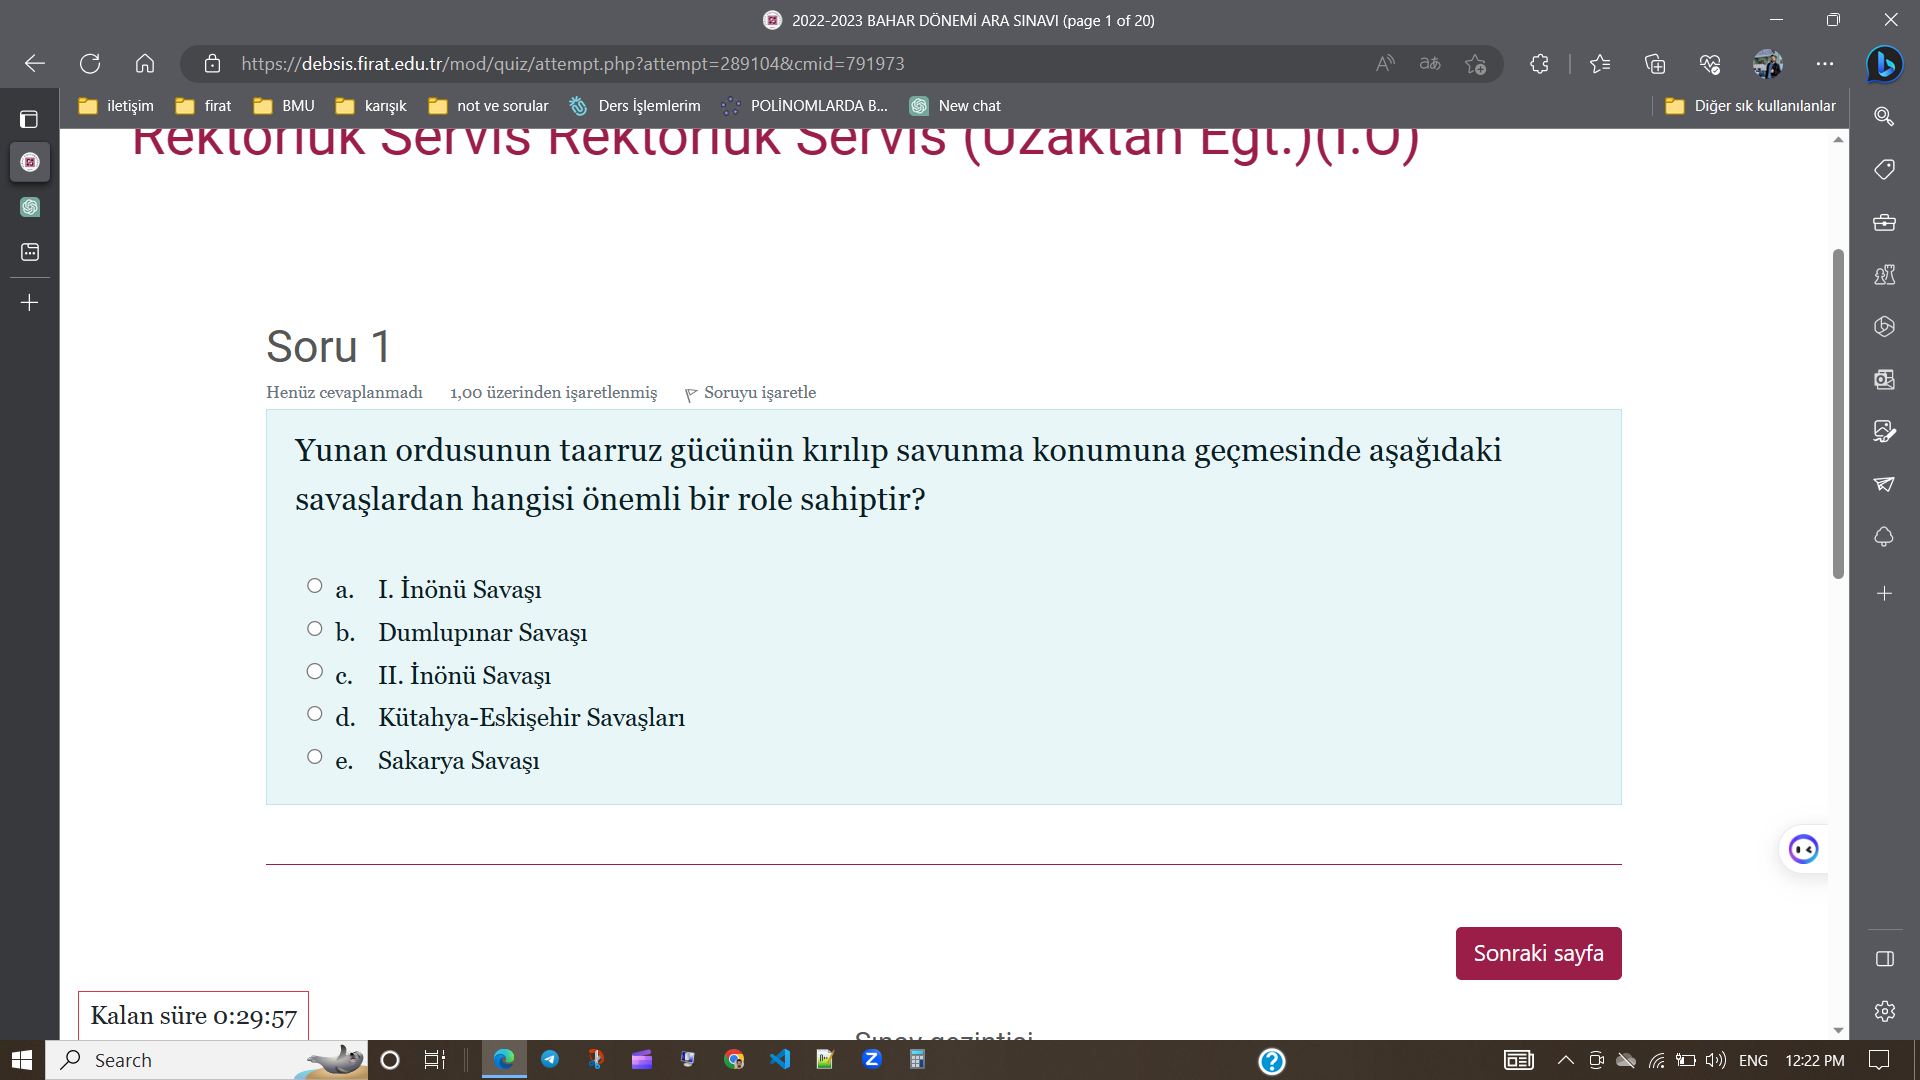 2022-2023 BAHAR DÖNEMİ ARA SINAVI (page 1 of 20)
https://debsis.firat.edu.tr/mod/quiz/attempt.php?attempt=289104&cmid=791973
iletişim
firat
BMU
karışık
not ve sorular
Ders İşlemlerim
POLİNOMLARDA B...
New chat
Diğer sık kullanılanlar
Rektörlük Servis Rektörlük Servis (Uzaktan Eğt.)(İ.Ö)
Soru 1
Henüz cevaplanmadı 1,00 üzerinden işaretlenmiş Soruyu işaretle
Yunan ordusunun taarruz gücünün kırılıp savunma konumuna geçmesinde aşağıdaki
savaşlardan hangisi önemli bir role sahiptir?
a. I. İnönü Savaşı
b. Dumlupınar Savaşı
c. II. İnönü Savaşı
d. Kütahya-Eskişehir Savaşları
e. Sakarya Savaşı
Sonraki sayfa
Kalan süre 0:29:57
Sınav gezintisi
Search
ENG
12:22 PM